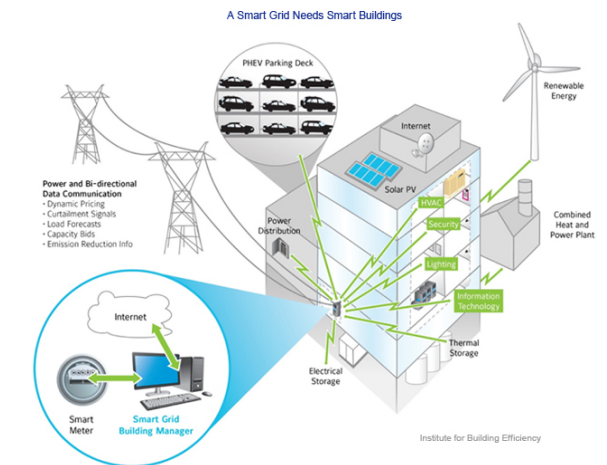 A Smart Grid Needs Smart Buildings
PHEV Parking Deck
Renewable
Energy
Internet
Solar PV
Power and Bi-directional
Data Communication
• Dynamic Pricing
• Curtailment Signals
• Load Forecasts
• Capacity Bids
• Emission Reduction Info
HVAC
Power
Distribution
Security
Combined
Heat and
Power Plant
Lighting
Information
Technology
Internet
Thermal
Storage
Electrical
Storage
Smart
Meter
Smart Grid
Building Manager
Institute for Building Efficiency